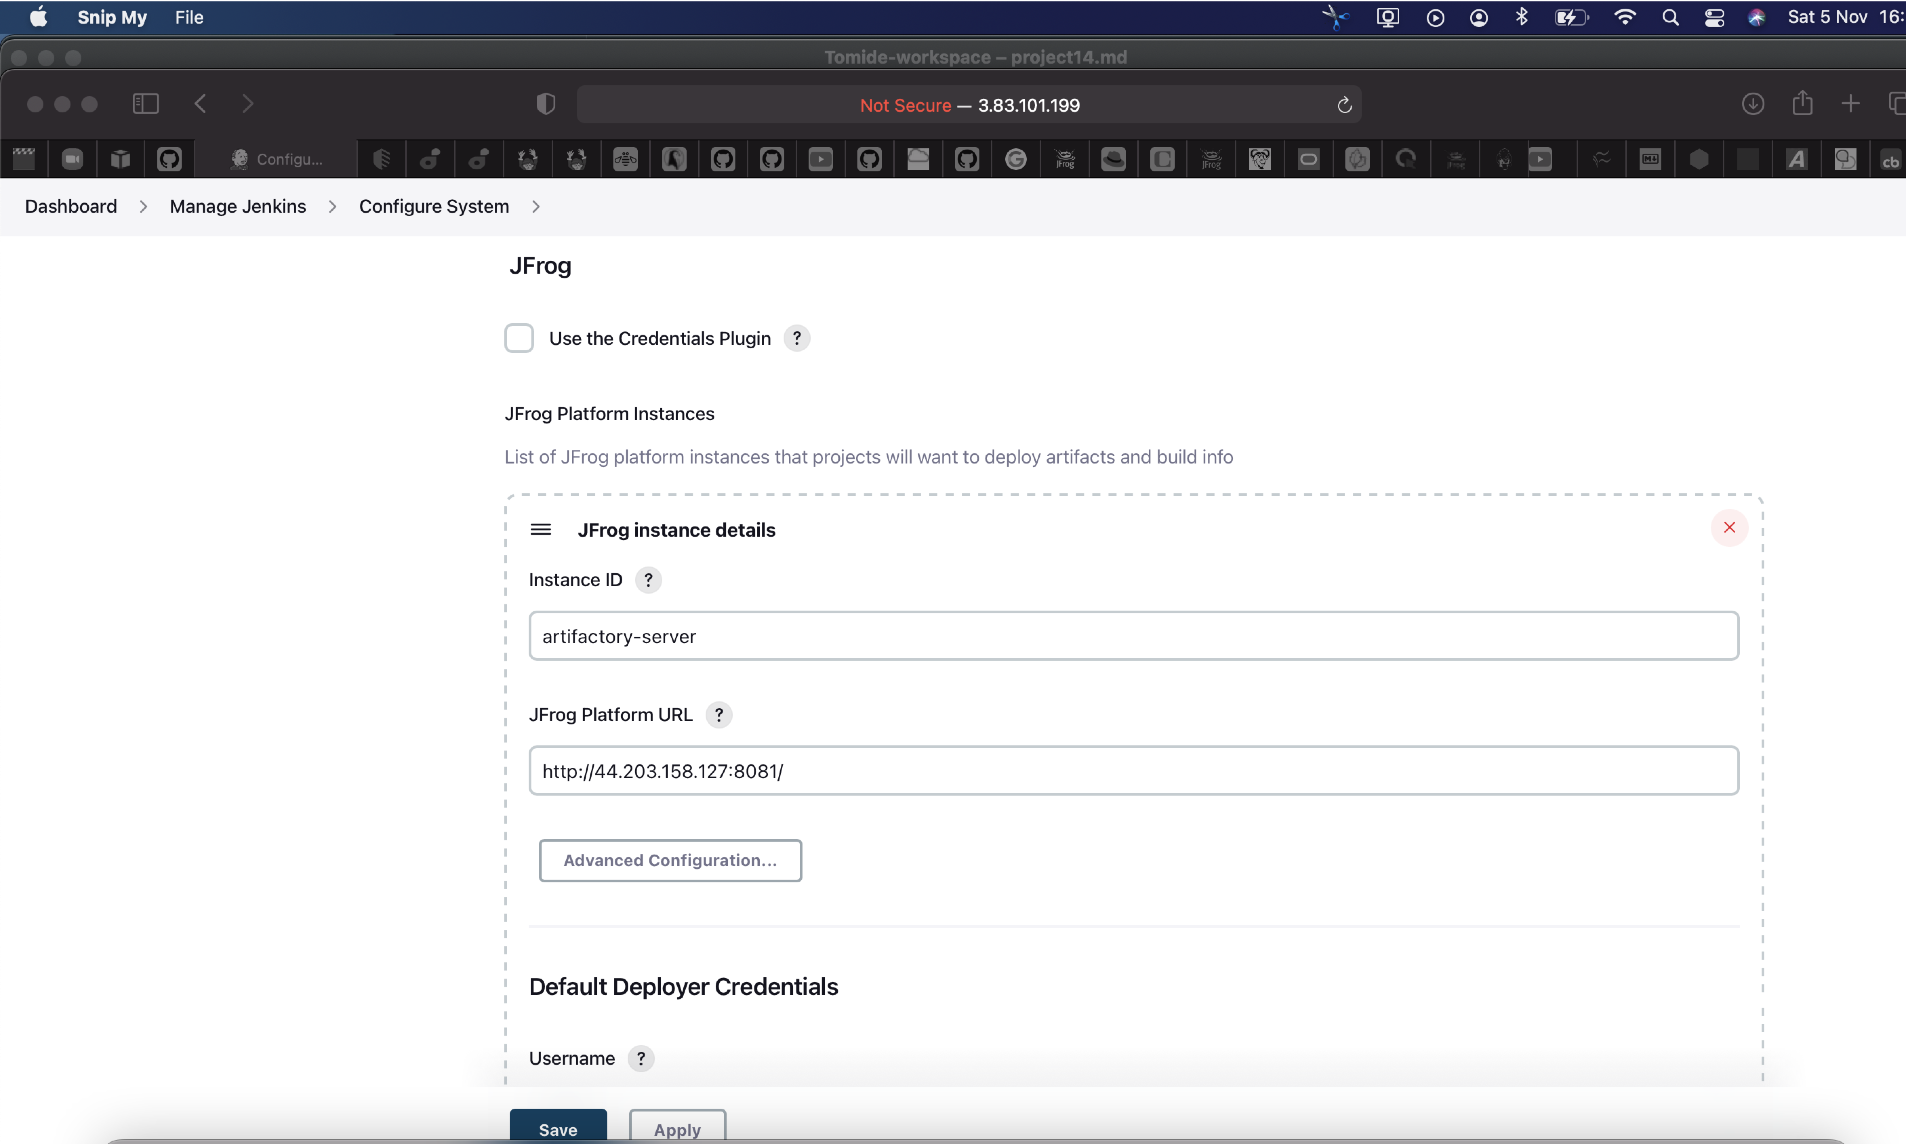 Snip My File Sat 5 Nov 16:
Tomide-workspace — project14.md
Not Secure — 3.83.101.199
Configu...
Dashboard > Manage Jenkins > Configure System >
JFrog
Use the Credentials Plugin ?
JFrog Platform Instances
List of JFrog platform instances that projects will want to deploy artifacts and build info
JFrog instance details
Instance ID ?
artifactory-server
JFrog Platform URL ?
http://44.203.158.127:8081/
Advanced Configuration...
Default Deployer Credentials
Username ?
Save Apply